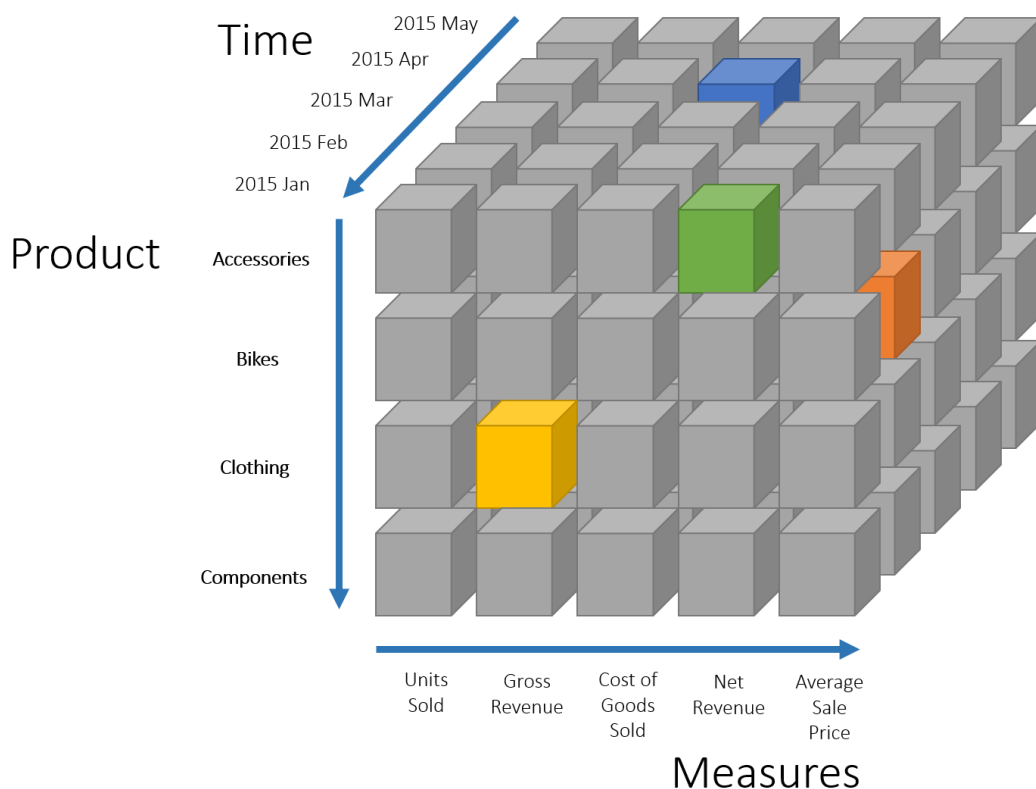 Time
2015 May
2015 Apr
2015 Mar
2015 Feb
2015 Jan
Product
Accessories
Bikes
Clothing
Components
Units
Sold
Gross
Revenue
Cost of
Goods
Sold
Net
Revenue
Average
Sale
Price
Measures